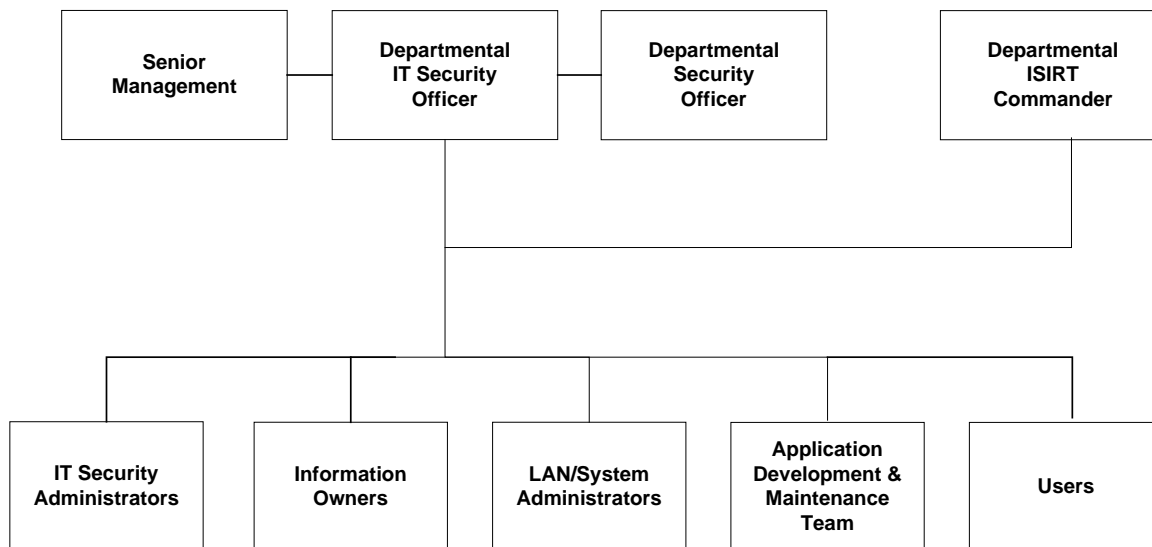 Senior
Management
Departmental
IT Security
Officer
Departmental
Security
Officer
Departmental
ISIRT
Commander
IT Security
Administrators
Information
Owners
LAN/System
Administrators
Application
Development &
Maintenance
Team
Users